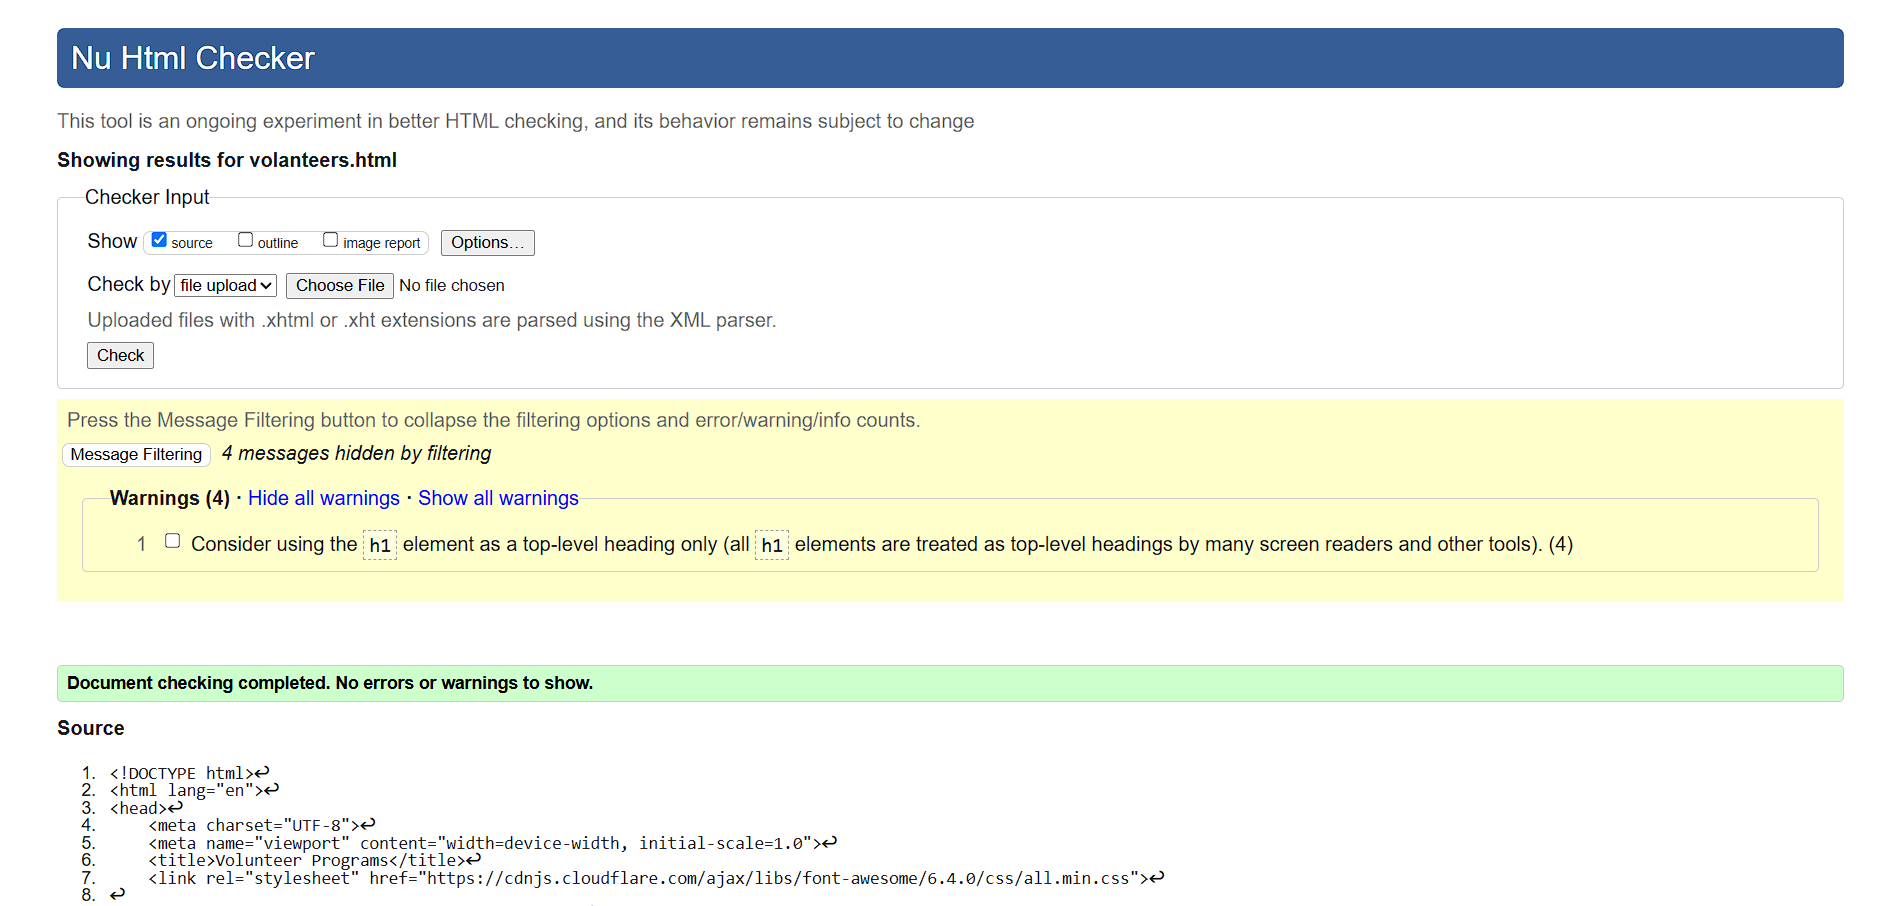 Nu Html Checker
This tool is an ongoing experiment in better HTML checking, and its behavior remains subject to change
Showing results for volanteers.html
Checker Input
Show source outline image report Options...
Check by file upload Choose File No file chosen
Uploaded files with .xhtml or .xht extensions are parsed using the XML parser.
Check
Press the Message Filtering button to collapse the filtering options and error/warning/info counts.
Message Filtering 4 messages hidden by filtering
Warnings (4) · Hide all warnings · Show all warnings
1 Consider using the h1 element as a top-level heading only (all h1 elements are treated as top-level headings by many screen readers and other tools). (4)
Document checking completed. No errors or warnings to show.
Source
1. <!DOCTYPE html>↩
2. <html lang="en">↩
3. <head>↩
4. <meta charset="UTF-8">↩
5. <meta name="viewport" content="width=device-width, initial-scale=1.0">↩
6. <title>Volunteer Programs</title>↩
7. <link rel="stylesheet" href="https://cdnjs.cloudflare.com/ajax/libs/font-awesome/6.4.0/css/all.min.css">↩
8. ↩